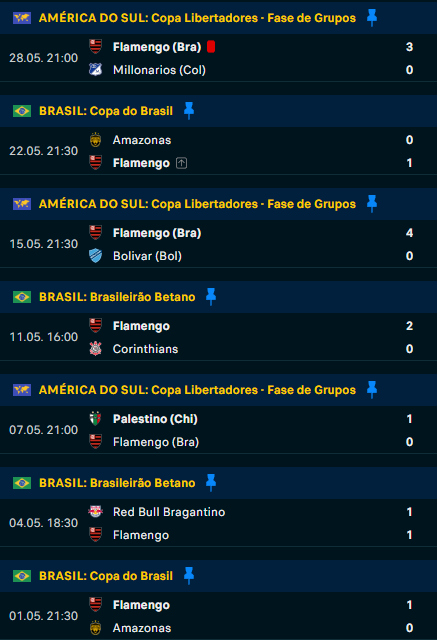 AMÉRICA DO SUL: Copa Libertadores - Fase de Grupos
28.05. 21:00
Flamengo (Bra) 3
Millonarios (Col) 0
BRASIL: Copa do Brasil
22.05. 21:30
Amazonas 0
Flamengo 1
AMÉRICA DO SUL: Copa Libertadores - Fase de Grupos
15.05. 21:30
Flamengo (Bra) 4
Bolivar (Bol) 0
BRASIL: Brasileirão Betano
11.05. 16:00
Flamengo 2
Corinthians 0
AMÉRICA DO SUL: Copa Libertadores - Fase de Grupos
07.05. 21:00
Palestino (Chi) 1
Flamengo (Bra) 0
BRASIL: Brasileirão Betano
04.05. 18:30
Red Bull Bragantino 1
Flamengo 1
BRASIL: Copa do Brasil
01.05. 21:30
Flamengo 1
Amazonas 0